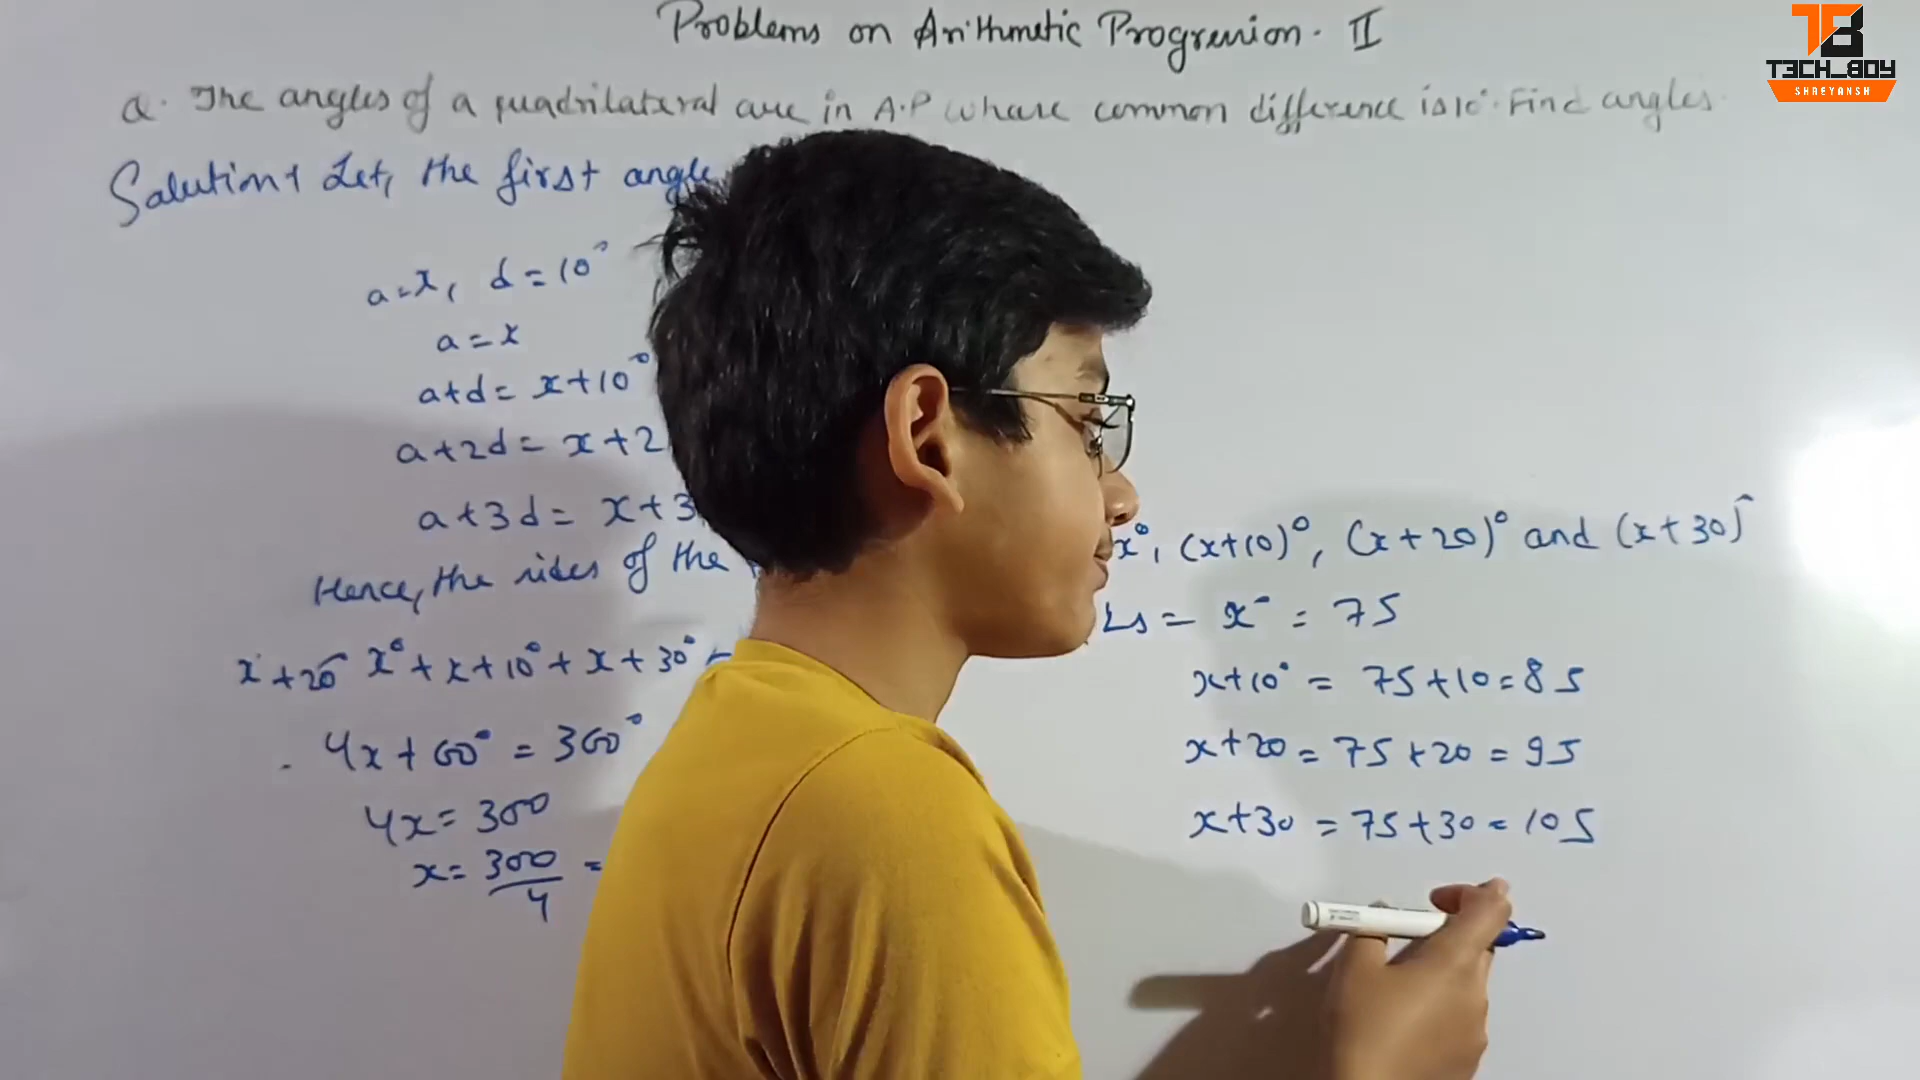 Problems on Arithmetic Progression. II
T3CH_BOY
SHREYANSH
Q. The angles of a quadrilateral are in A.P whare common difference is 10°. Find angles.
Solution: Let, the first angle
a=x, d=10°
a=x
a+d= x+10°
a+2d= x+2
a+3d= x+3
Hence, the sides of the
x°, (x+10)°, (x+20)° and (x+30)°
x+20 x°+x+10°+x+30°+
4x+60°=360°
4x=300
x=300/4 =
∠s = x° = 75
x+10° = 75+10=85
x+20=75+20=95
x+30=75+30=105